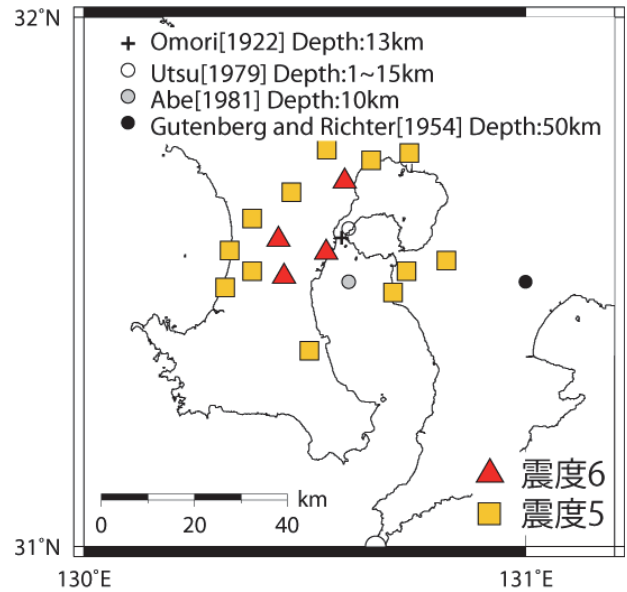 32˚N
Omori[1922] Depth:13km
Utsu[1979] Depth:1~15km
Abe[1981] Depth:10km
Gutenberg and Richter[1954] Depth:50km
震度6
km
震度5
0 20 40
31˚N
130˚E 131˚E